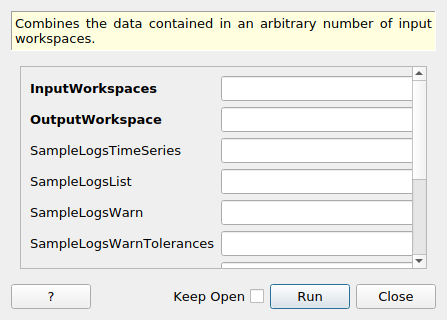 Combines the data contained in an arbitrary number of input
workspaces.
InputWorkspaces
OutputWorkspace
SampleLogsTimeSeries
SampleLogsList
SampleLogsWarn
SampleLogsWarnTolerances
? Keep Open Run Close